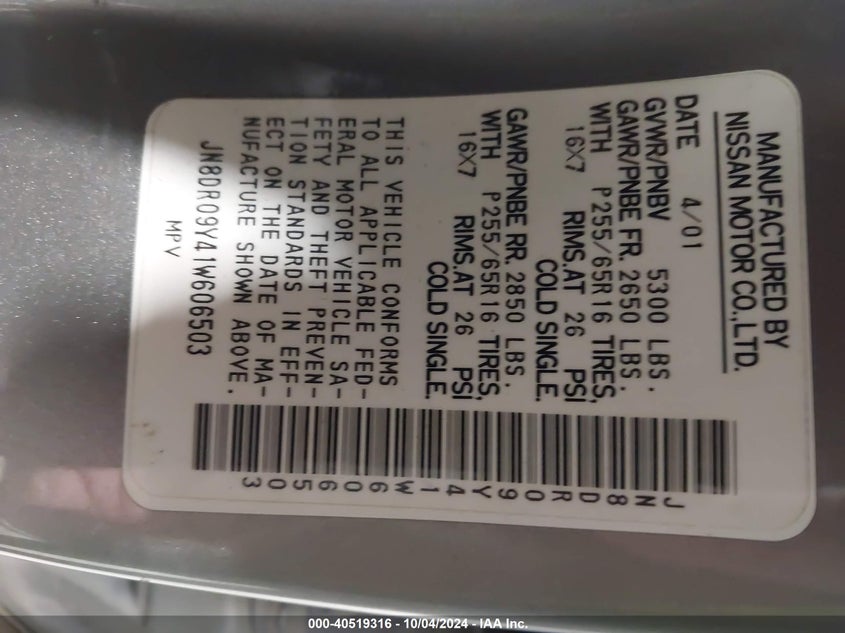 MANUFACTURED BY
NISSAN MOTOR CO.,LTD.
DATE 4/01
GVWR/PNBV 5300 LBS.
GAWR/PNBE FR. 2650 LBS.
WITH P255/65R16 TIRES,
16X7 RIMS.AT 26 PSI
COLD SINGLE.
GAWR/PNBE RR. 2850 LBS.
WITH P255/65R16 TIRES,
16X7 RIMS.AT 26 PSI
COLD SINGLE.
THIS VEHICLE CONFORMS
TO ALL APPLICABLE FED-
ERAL MOTOR VEHICLE SA-
FETY AND THEFT PREVEN-
TION STANDARDS IN EFF-
ECT ON THE DATE OF MA-
NUFACTURE SHOWN ABOVE.
JN8DR09Y41W606503
MPV
JN8DR09Y41W606503
000-40519316 - 10/04/2024 - IAA Inc.